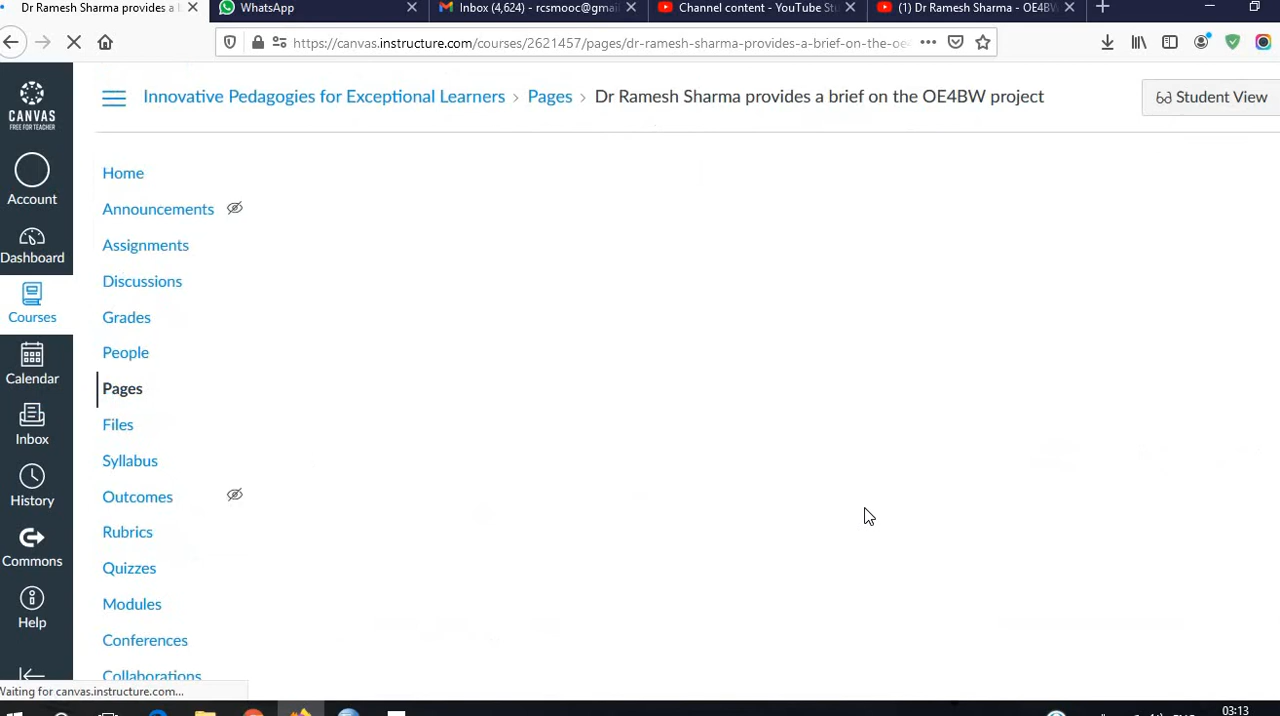 Dr Ramesh Sharma provides a b
WhatsApp
Inbox (4,624) - rcsmooc@gmai
Channel content - YouTube Stu
(1) Dr Ramesh Sharma - OE4BW
https://canvas.instructure.com/courses/2621457/pages/dr-ramesh-sharma-provides-a-brief-on-the-oe4
CANVAS
FREE FOR TEACHER
Innovative Pedagogies for Exceptional Learners > Pages > Dr Ramesh Sharma provides a brief on the OE4BW project
Student View
Account
Dashboard
Courses
Calendar
Inbox
History
Commons
Help
Home
Announcements
Assignments
Discussions
Grades
People
Pages
Files
Syllabus
Outcomes
Rubrics
Quizzes
Modules
Conferences
Collaborations
Waiting for canvas.instructure.com...
03:13